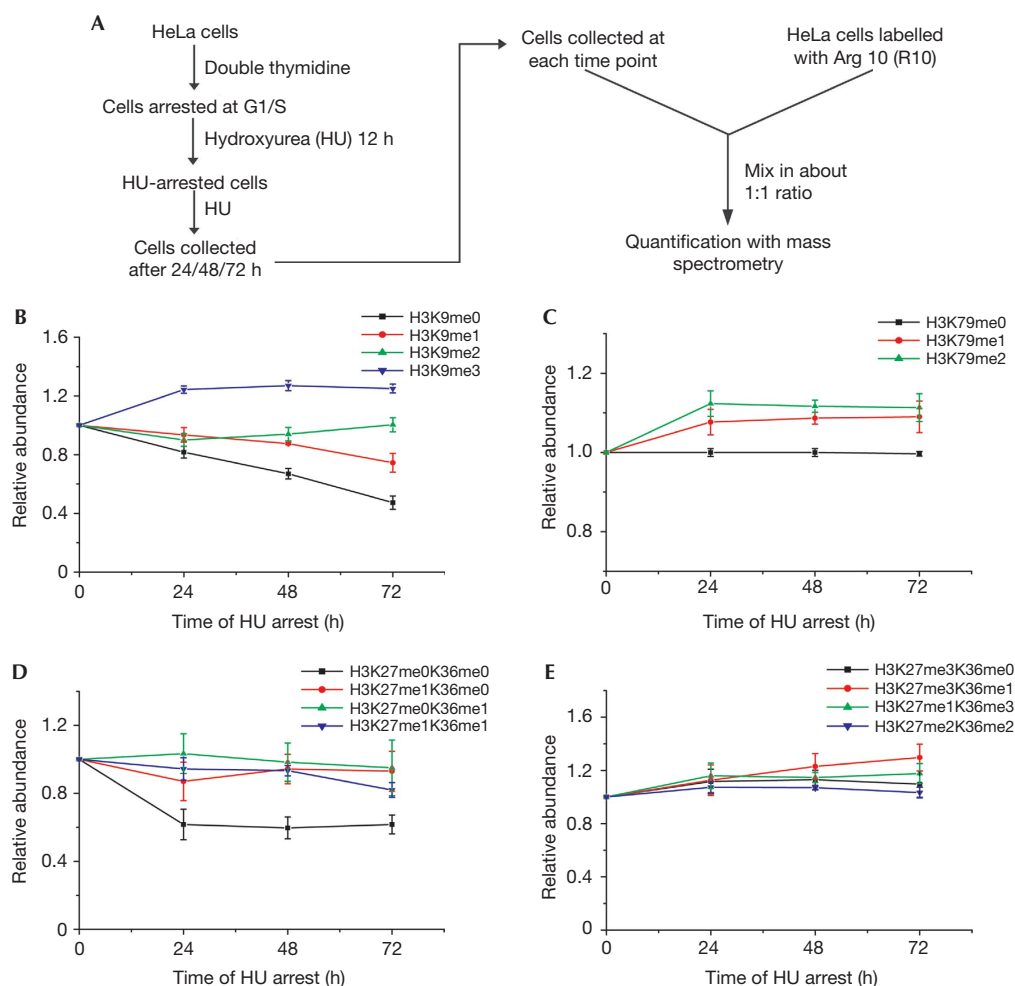 A
HeLa cells
Double thymidine
Cells arrested at G1/S
Hydroxyurea (HU) 12 h
HU-arrested cells
HU
Cells collected
after 24/48/72 h
Cells collected at
each time point
HeLa cells labelled
with Arg 10 (R10)
Mix in about
1:1 ratio
Quantification with mass
spectrometry
B
H3K9me0
H3K9me1
H3K9me2
H3K9me3
Relative abundance
1.6
1.2
0.8
0.4
0
0
24
48
72
Time of HU arrest (h)
C
H3K79me0
H3K79me1
H3K79me2
Relative abundance
1.2
1.0
0.8
0
24
48
72
Time of HU arrest (h)
D
H3K27me0K36me0
H3K27me1K36me0
H3K27me0K36me1
H3K27me1K36me1
Relative abundance
1.2
0.8
0.4
0
0
24
48
72
Time of HU arrest (h)
E
H3K27me3K36me0
H3K27me3K36me1
H3K27me1K36me3
H3K27me2K36me2
Relative abundance
1.6
1.2
0.8
0.4
0
0
24
48
72
Time of HU arrest (h)